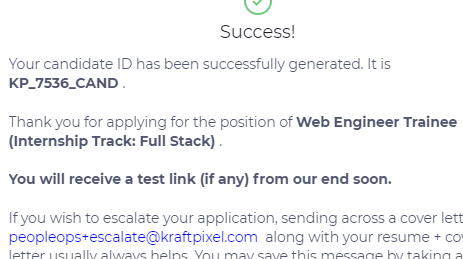 Success!
Your candidate ID has been successfully generated. It is
KP_7536_CAND .
Thank you for applying for the position of Web Engineer Trainee
(Internship Track: Full Stack) .
You will receive a test link (if any) from our end soon.
If you wish to escalate your application, sending across a cover lett
peopleops+escalate@kraftpixel.com along with your resume + co
letter usually always helps. You may save this message by taking a